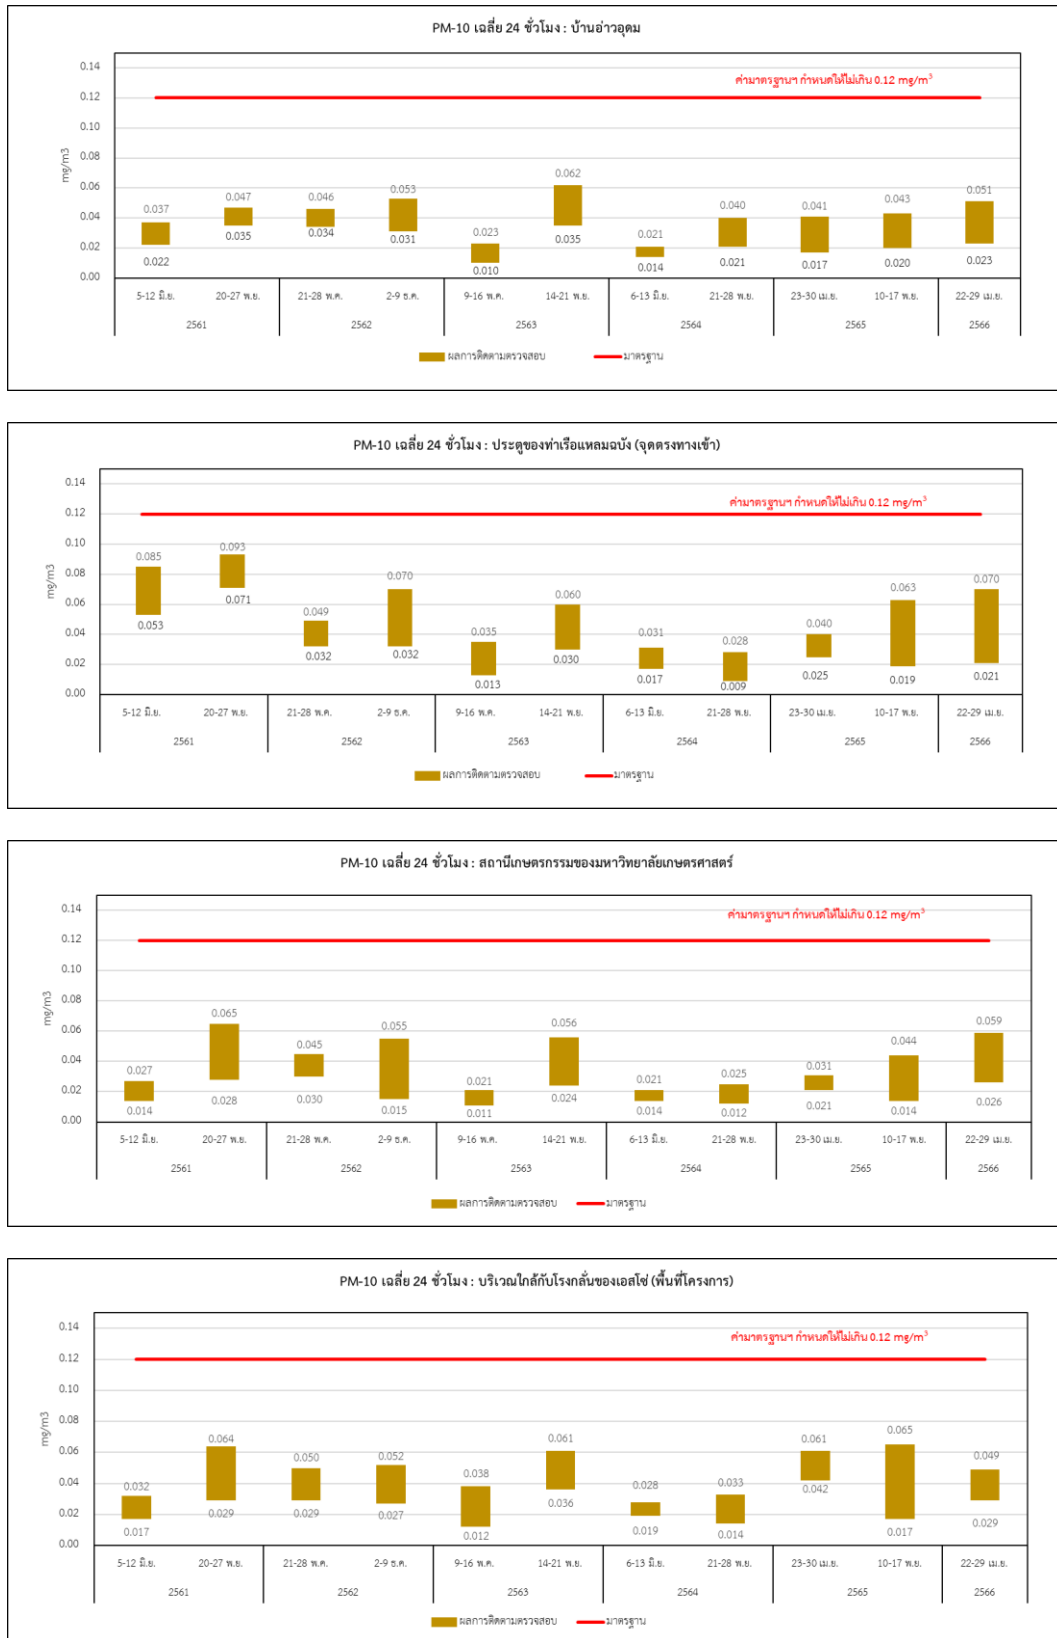 PM-10 เฉลี่ย 24 ชั่วโมง : บ้านอ่าวอุดม
ค่ามาตรฐานฯ กำหนดให้ไม่เกิน 0.12 mg/m³
mg/m3
0.14
0.12
0.10
0.08
0.06
0.04
0.02
0.00
0.037 0.047 0.046 0.053 0.023 0.062 0.021 0.040 0.041 0.043 0.051
0.022 0.035 0.034 0.031 0.010 0.035 0.014 0.021 0.017 0.020 0.023
5-12 มิ.ย. 20-27 พ.ย. 21-28 พ.ค. 2-9 ธ.ค. 9-16 พ.ค. 14-21 พ.ย. 6-13 มิ.ย. 21-28 พ.ย. 23-30 เม.ย. 10-17 พ.ย. 22-29 เม.ย.
2561 2562 2563 2564 2565 2566
ผลการติดตามตรวจสอบ มาตรฐาน
PM-10 เฉลี่ย 24 ชั่วโมง : ประตูของท่าเรือแหลมฉบัง (จุดตรงทางเข้า)
ค่ามาตรฐานฯ กำหนดให้ไม่เกิน 0.12 mg/m³
mg/m3
0.14
0.12
0.10
0.08
0.06
0.04
0.02
0.00
0.085 0.093 0.049 0.070 0.035 0.060 0.031 0.028 0.040 0.063 0.070
0.053 0.071 0.032 0.032 0.013 0.030 0.017 0.009 0.025 0.019 0.021
5-12 มิ.ย. 20-27 พ.ย. 21-28 พ.ค. 2-9 ธ.ค. 9-16 พ.ค. 14-21 พ.ย. 6-13 มิ.ย. 21-28 พ.ย. 23-30 เม.ย. 10-17 พ.ย. 22-29 เม.ย.
2561 2562 2563 2564 2565 2566
ผลการติดตามตรวจสอบ มาตรฐาน
PM-10 เฉลี่ย 24 ชั่วโมง : สถานีเกษตรกรรมของมหาวิทยาลัยเกษตรศาสตร์
ค่ามาตรฐานฯ กำหนดให้ไม่เกิน 0.12 mg/m³
mg/m3
0.14
0.12
0.10
0.08
0.06
0.04
0.02
0.00
0.027 0.065 0.045 0.055 0.021 0.056 0.021 0.025 0.031 0.044 0.059
0.014 0.028 0.030 0.015 0.011 0.024 0.014 0.012 0.021 0.014 0.026
5-12 มิ.ย. 20-27 พ.ย. 21-28 พ.ค. 2-9 ธ.ค. 9-16 พ.ค. 14-21 พ.ย. 6-13 มิ.ย. 21-28 พ.ย. 23-30 เม.ย. 10-17 พ.ย. 22-29 เม.ย.
2561 2562 2563 2564 2565 2566
ผลการติดตามตรวจสอบ มาตรฐาน
PM-10 เฉลี่ย 24 ชั่วโมง : บริเวณใกล้กับโรงกลั่นของเอสโซ่ (พื้นที่โครงการ)
ค่ามาตรฐานฯ กำหนดให้ไม่เกิน 0.12 mg/m³
mg/m3
0.14
0.12
0.10
0.08
0.06
0.04
0.02
0.00
0.032 0.064 0.050 0.052 0.038 0.061 0.028 0.033 0.061 0.065 0.049
0.017 0.029 0.029 0.027 0.012 0.036 0.019 0.014 0.042 0.017 0.029
5-12 มิ.ย. 20-27 พ.ย. 21-28 พ.ค. 2-9 ธ.ค. 9-16 พ.ค. 14-21 พ.ย. 6-13 มิ.ย. 21-28 พ.ย. 23-30 เม.ย. 10-17 พ.ย. 22-29 เม.ย.
2561 2562 2563 2564 2565 2566
ผลการติดตามตรวจสอบ มาตรฐาน